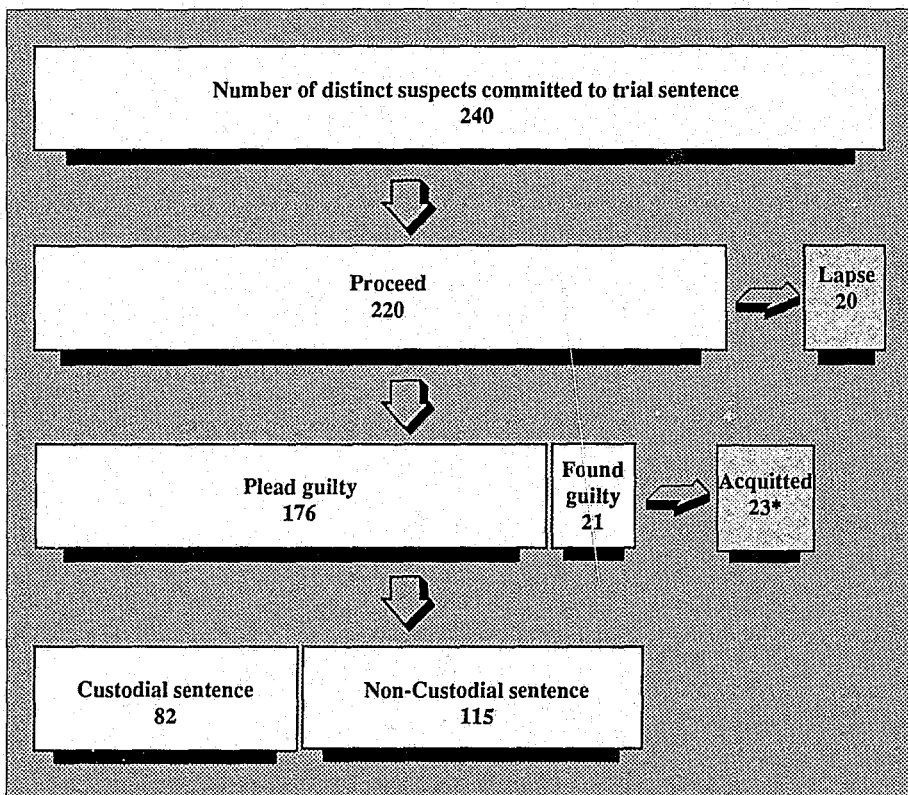 Number of distinct suspects committed to trial sentence
240
Proceed
220
Lapse
20
Plead guilty
176
Found
guilty
21
Acquitted
23*
Custodial sentence
82
Non-Custodial sentence
115